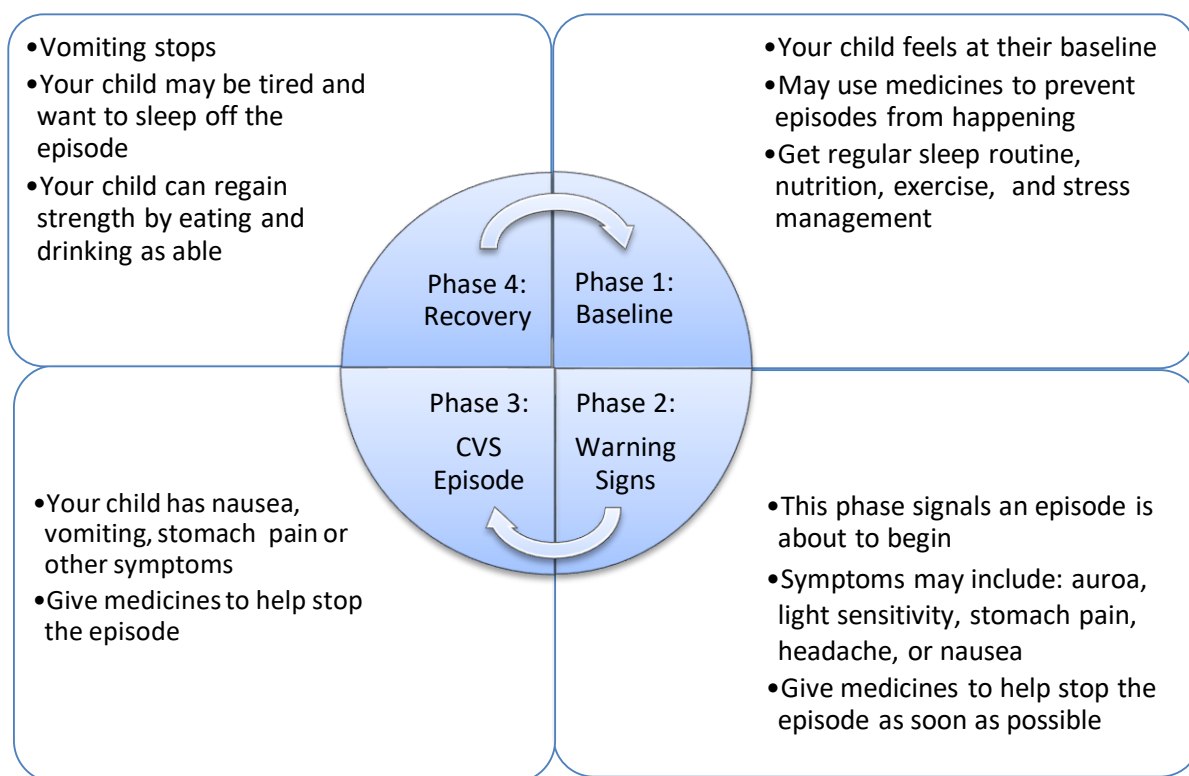 •Vomiting stops
•Your child may be tired and
want to sleep off the
episode
•Your child can regain
strength by eating and
drinking as able
•Your child feels at their baseline
•May use medicines to prevent
episodes from happening
•Get regular sleep routine,
nutrition, exercise, and stress
management
Phase 4:
Recovery
Phase 1:
Baseline
Phase 3:
CVS
Episode
Phase 2:
Warning
Signs
•Your child has nausea,
vomiting, stomach pain or
other symptoms
•Give medicines to help stop
the episode
•This phase signals an episode is
about to begin
•Symptoms may include: auroa,
light sensitivity, stomach pain,
headache, or nausea
•Give medicines to help stop the
episode as soon as possible